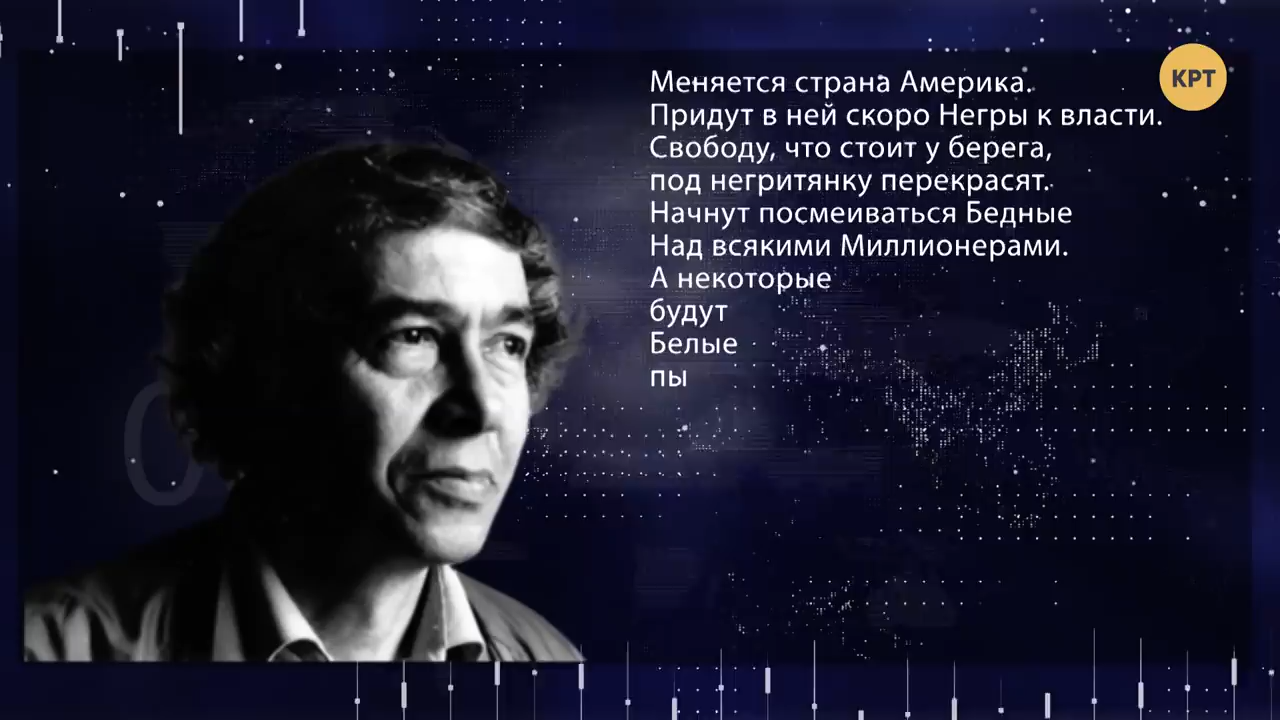 КРТ
Меняется страна Америка.
Придут в ней скоро Негры к власти.
Свободу, что стоит у берега,
под негритянку перекрасят.
Начнут посмеиваться Бедные
Над всякими Миллионерами.
А некоторые
будут
Белые
пы